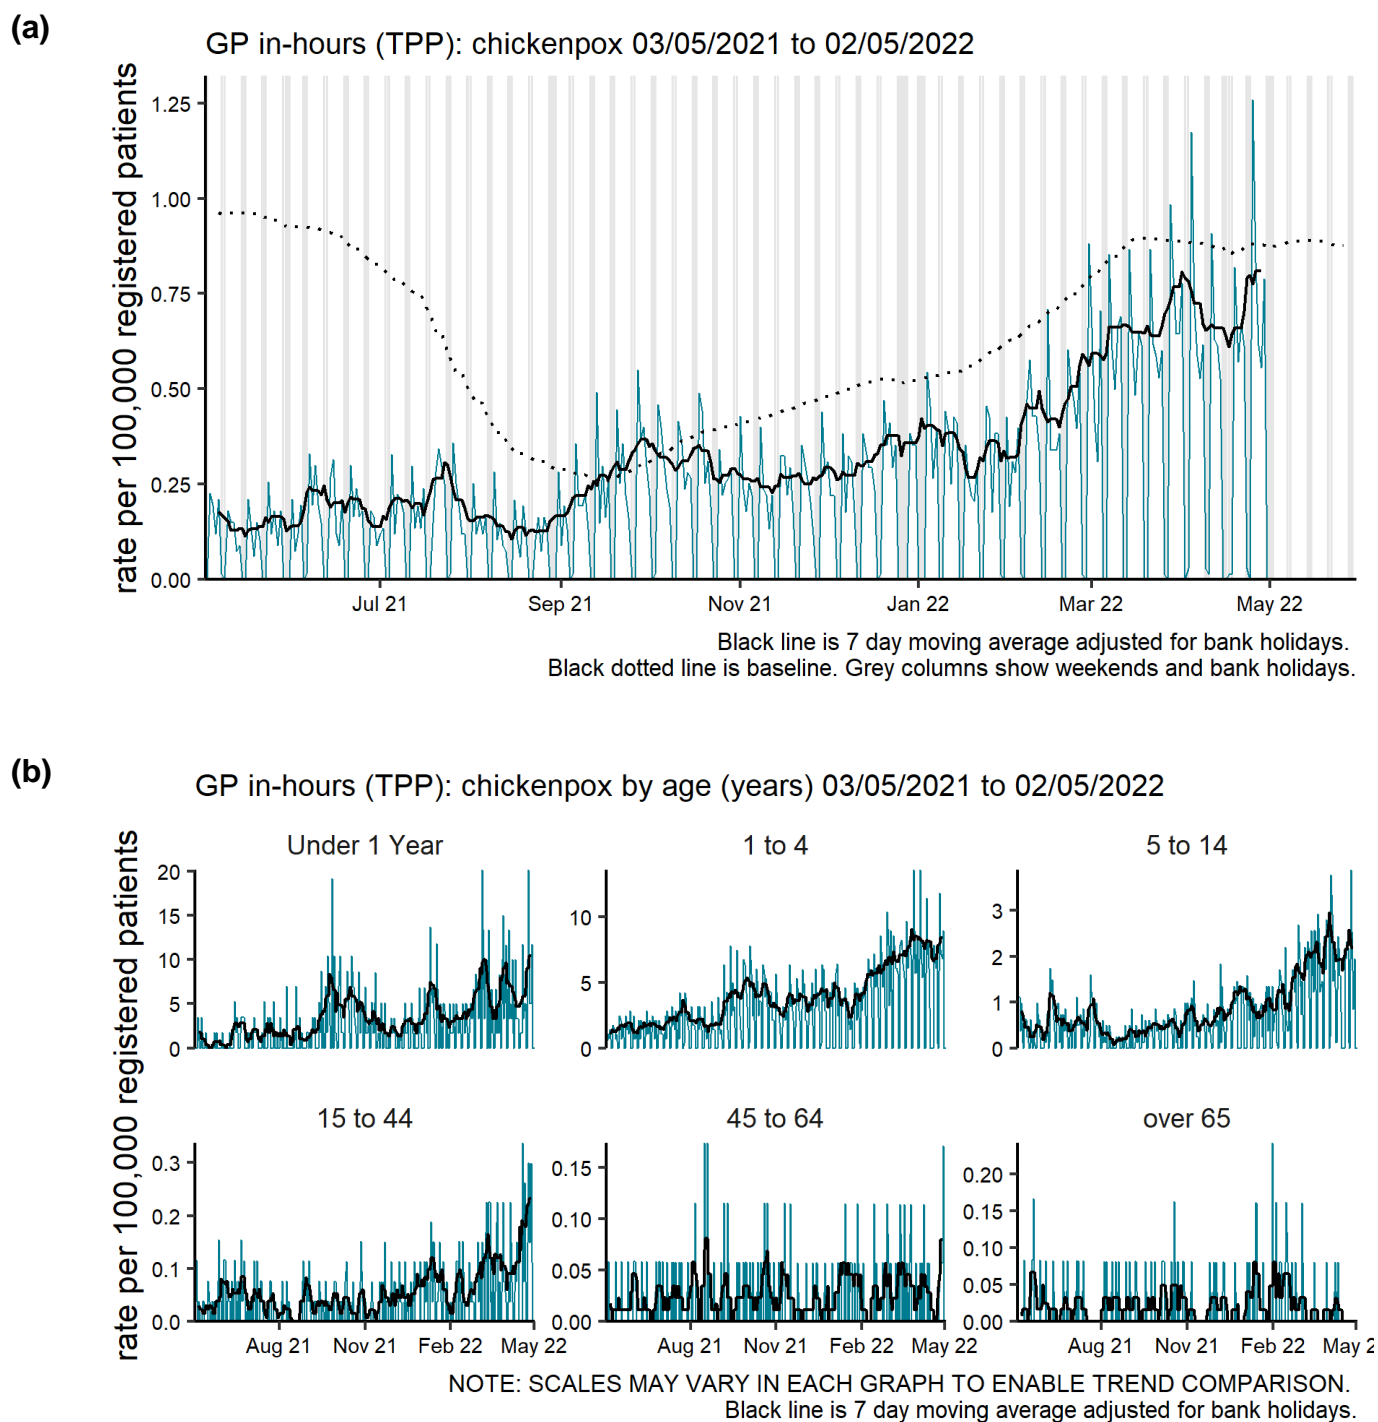 (a)
GP in-hours (TPP): chickenpox 03/05/2021 to 02/05/2022
rate per 100,000 registered patients
1.25
1.00
0.75
0.50
0.25
0.00
Jul 21 Sep 21 Nov 21 Jan 22 Mar 22 May 22
Black line is 7 day moving average adjusted for bank holidays.
Black dotted line is baseline. Grey columns show weekends and bank holidays.
(b)
GP in-hours (TPP): chickenpox by age (years) 03/05/2021 to 02/05/2022
rate per 100,000 registered patients
Under 1 Year
20
15
10
5
0
1 to 4
10
5
0
5 to 14
3
2
1
0
15 to 44
0.3
0.2
0.1
0.0
Aug 21 Nov 21 Feb 22 May 22
45 to 64
0.15
0.10
0.05
0.00
Aug 21 Nov 21 Feb 22 May 22
over 65
0.20
0.15
0.10
0.05
0.00
Aug 21 Nov 21 Feb 22 May 2
NOTE: SCALES MAY VARY IN EACH GRAPH TO ENABLE TREND COMPARISON.
Black line is 7 day moving average adjusted for bank holidays.